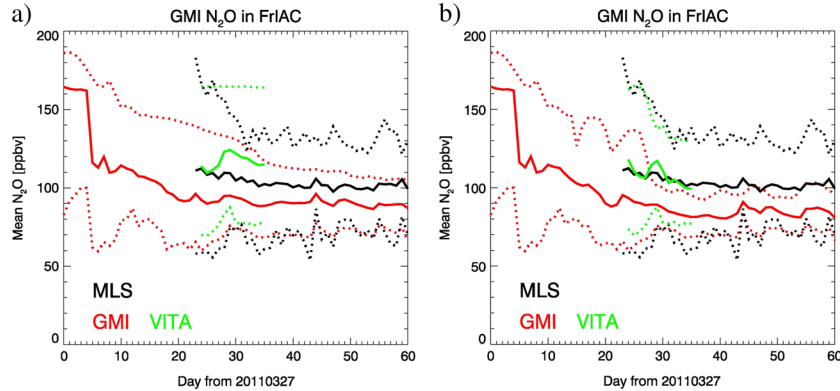 a)
GMI N2O in FrIAC
200
150
100
50
0
Mean N2O [ppbv]
MLS
GMI VITA
0 10 20 30 40 50 60
Day from 20110327
b)
GMI N2O in FrIAC
200
150
100
50
0
Mean N2O [ppbv]
MLS
GMI VITA
0 10 20 30 40 50 60
Day from 20110327